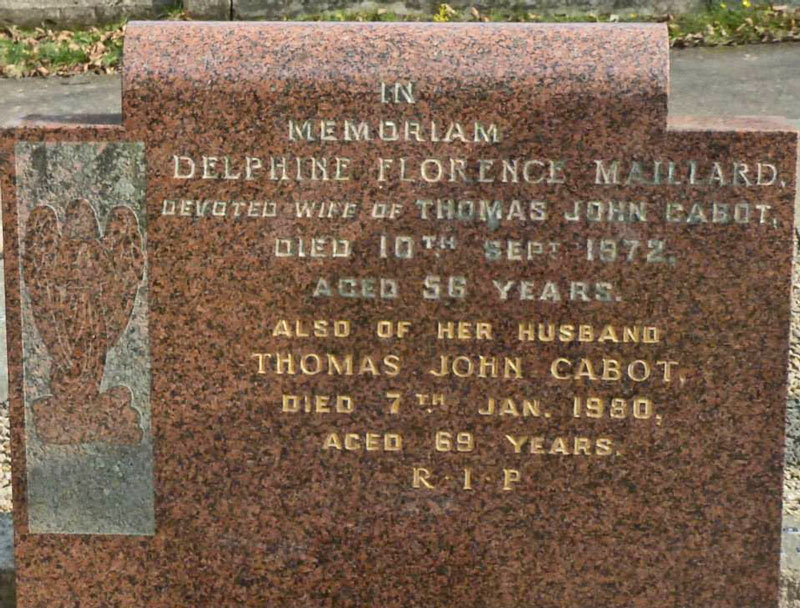 IN
MEMORIAM
DELPHINE FLORENCE MAILLARD,
DEVOTED WIFE OF THOMAS JOHN CABOT,
DIED 10TH SEPT 1972,
AGED 56 YEARS.
ALSO OF HER HUSBAND
THOMAS JOHN CABOT,
DIED 7TH JAN. 1980,
AGED 69 YEARS.
R·I·P